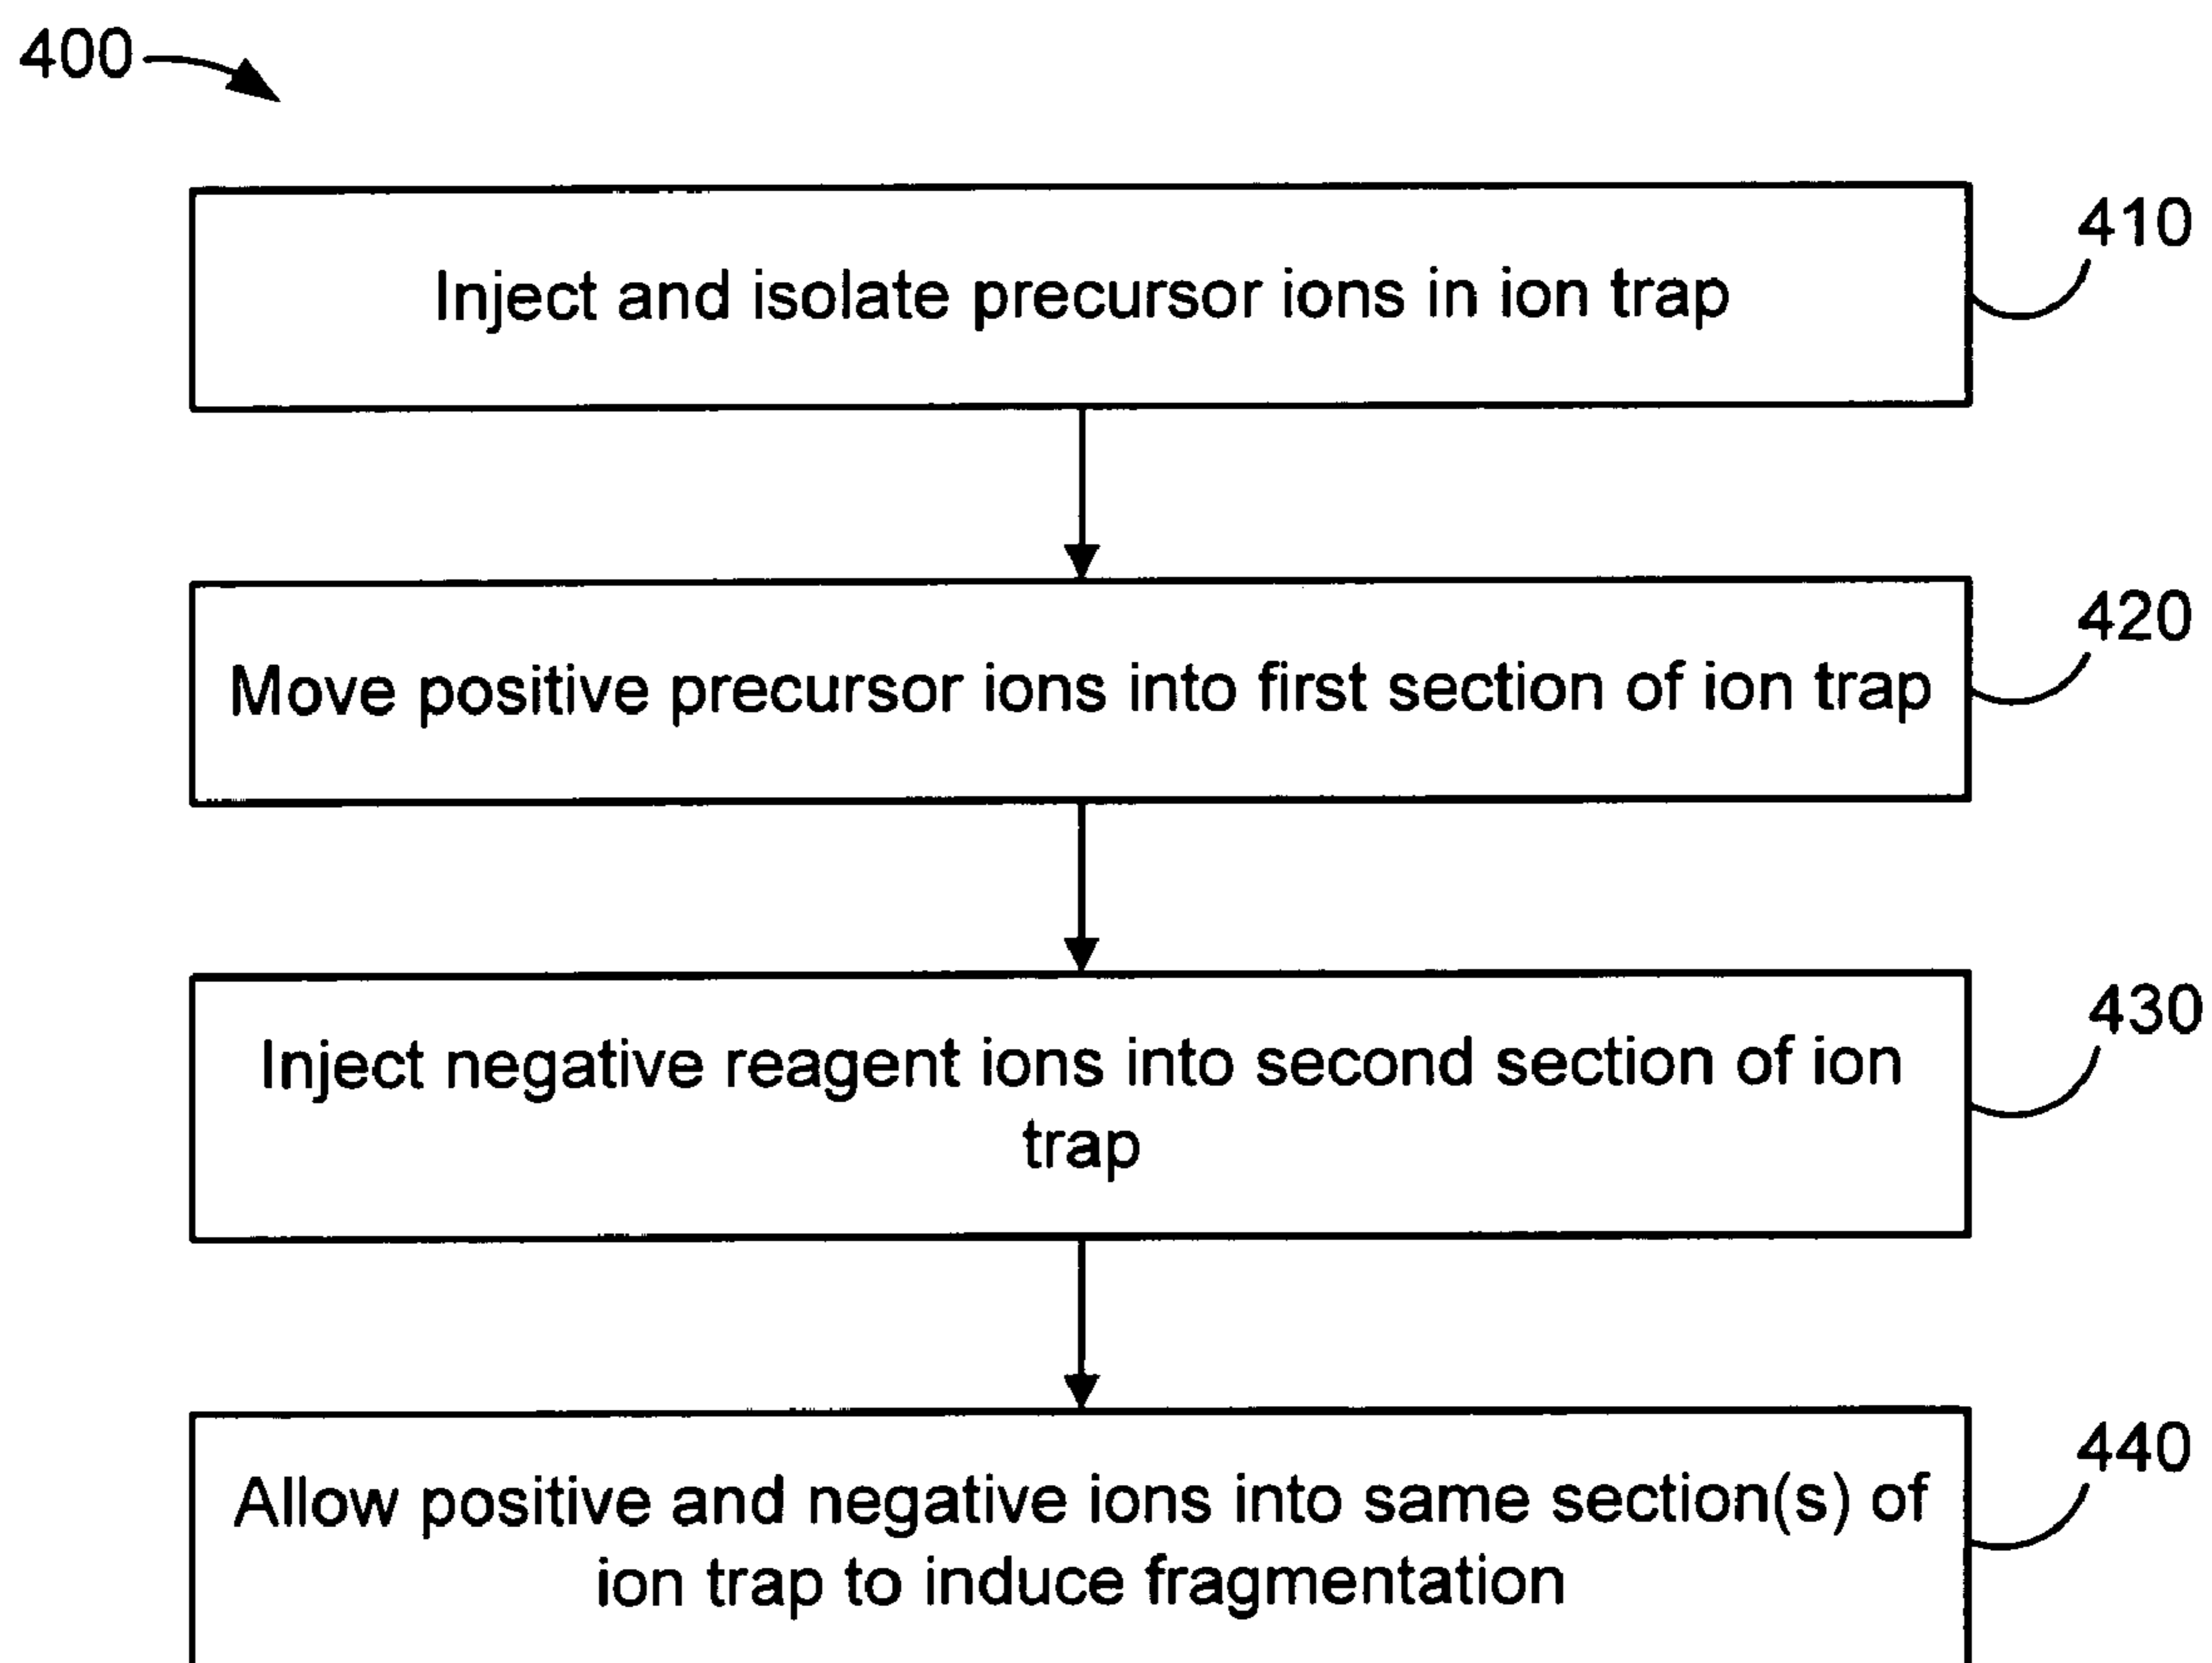 400
Inject and isolate precursor ions in ion trap
410
Move positive precursor ions into first section of ion trap
420
Inject negative reagent ions into second section of ion
trap
430
Allow positive and negative ions into same section(s) of
ion trap to induce fragmentation
440